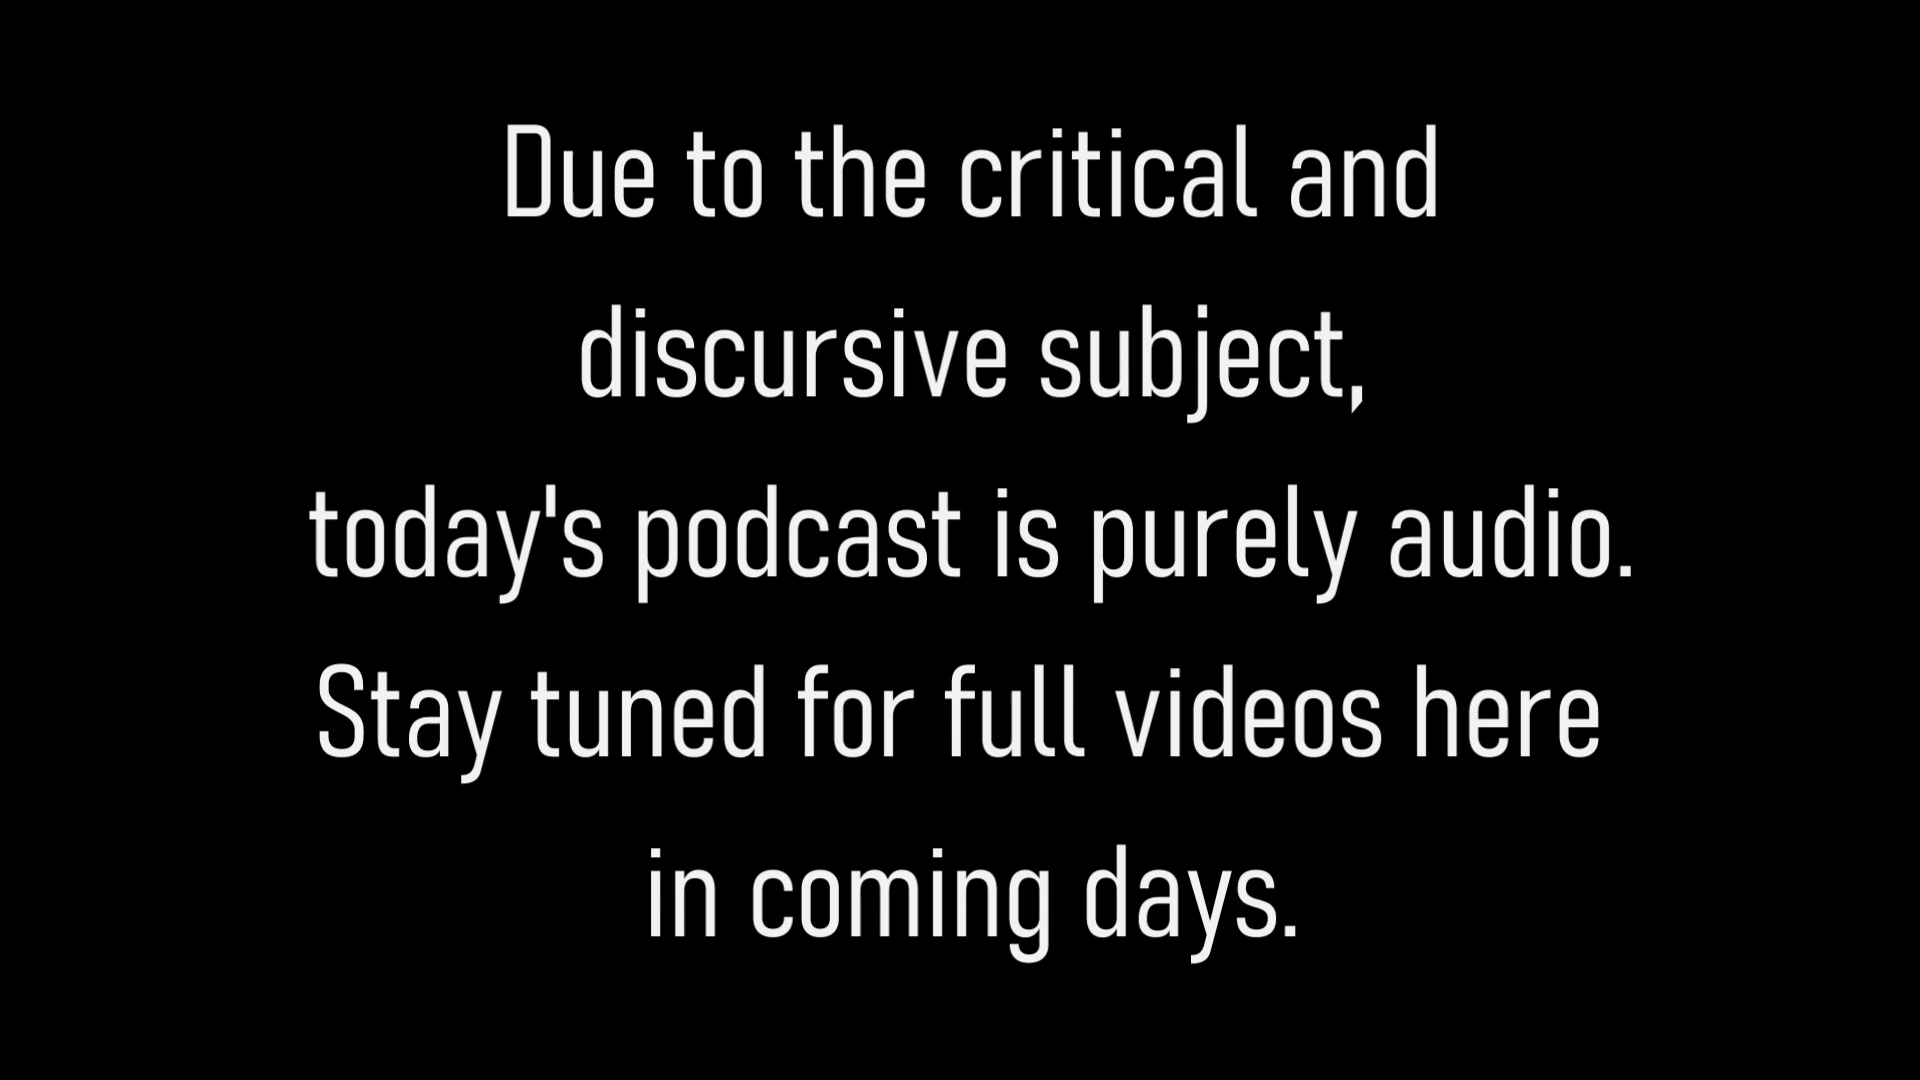 Due to the critical and
discursive subject,
today's podcast is purely audio.
Stay tuned for full videos here
in coming days.